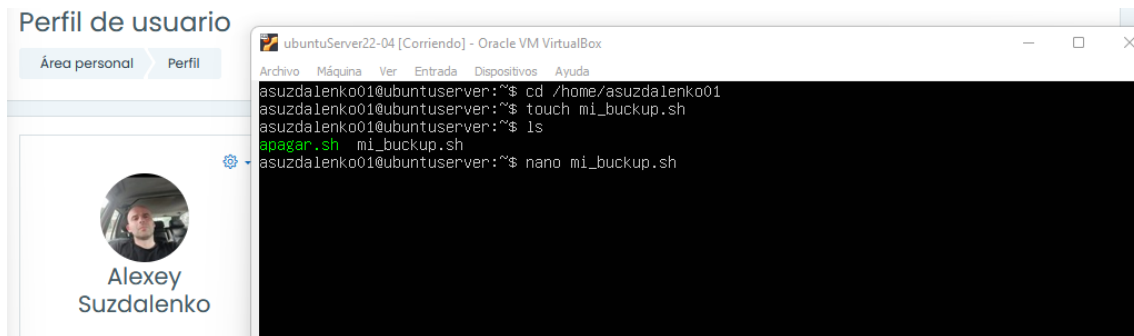 Perfil de usuario
Área personal
Perfil
Alexey
Suzdalenko
ubuntuServer22-04 [Corriendo] - Oracle VM VirtualBox
Archivo Máquina Ver Entrada Dispositivos Ayuda
asuzdalenko01@ubuntuserver:~$ cd /home/asuzdalenko01
asuzdalenko01@ubuntuserver:~$ touch mi_buckup.sh
asuzdalenko01@ubuntuserver:~$ ls
apagar.sh  mi_buckup.sh
asuzdalenko01@ubuntuserver:~$ nano mi_buckup.sh